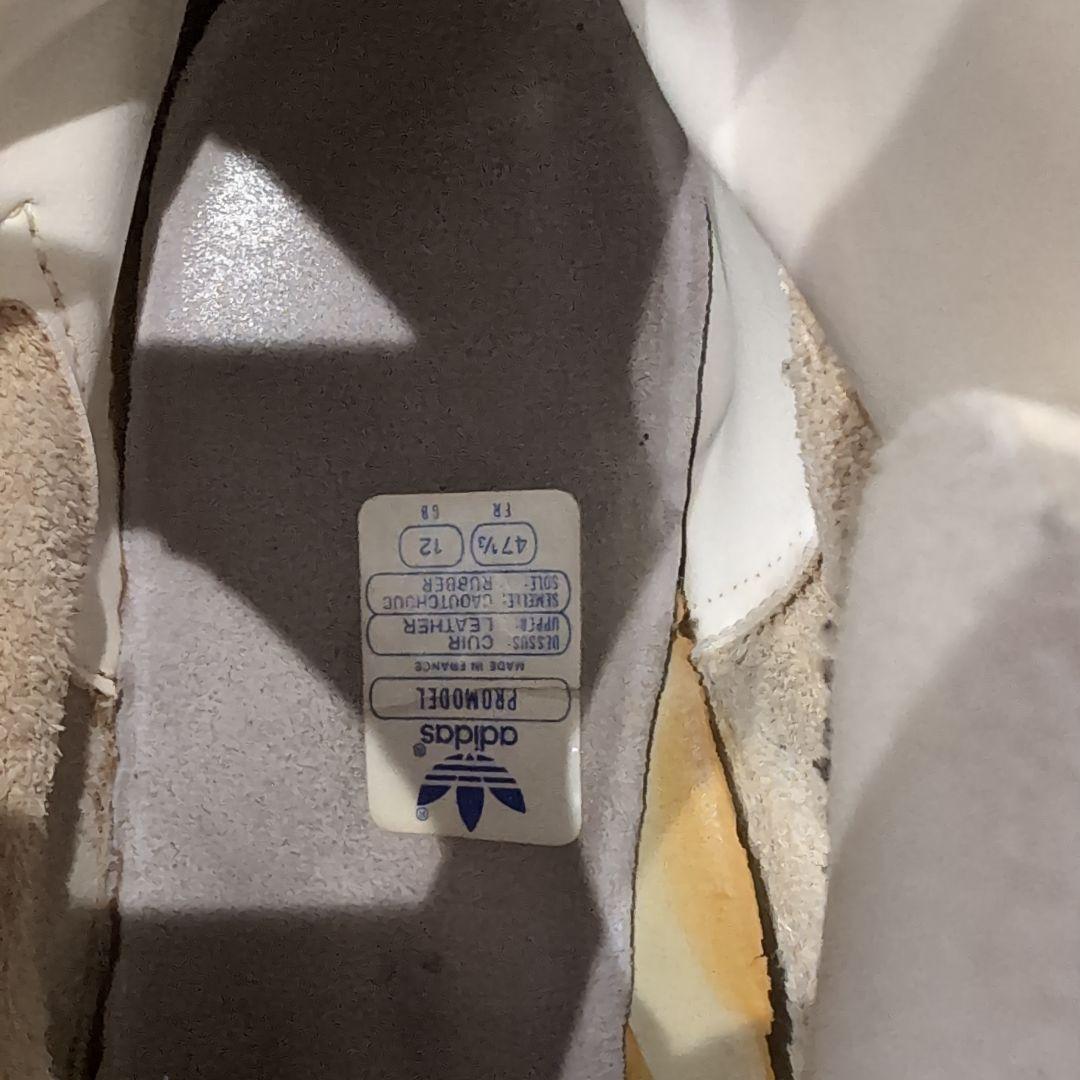 ®
adidas®
PROMODEL
MADE IN FRANCE
DESSUS: CUIR
UPPER: LEATHER
SEMELLE: CAOUTCHOUC
SOLE: RUBBER
47⅓ 12
FR GB